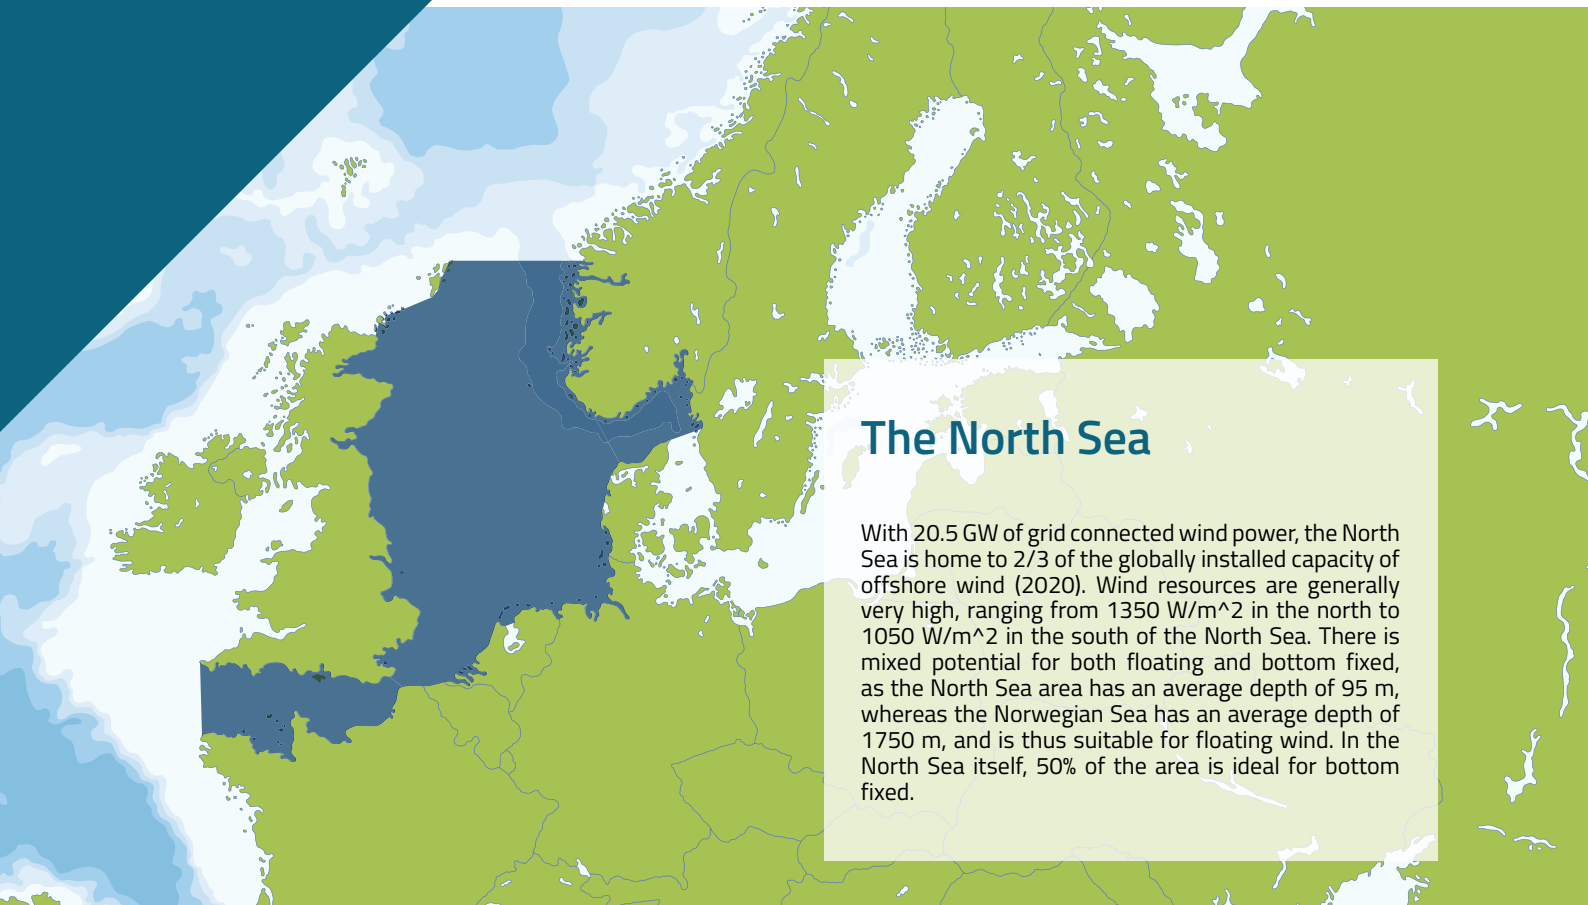 The North Sea
With 20.5 GW of grid connected wind power, the North
Sea is home to 2/3 of the globally installed capacity of
offshore wind (2020). Wind resources are generally
very high, ranging from 1350 W/m^2 in the north to
1050 W/m^2 in the south of the North Sea. There is
mixed potential for both floating and bottom fixed,
as the North Sea area has an average depth of 95 m,
whereas the Norwegian Sea has an average depth of
1750 m, and is thus suitable for floating wind. In the
North Sea itself, 50% of the area is ideal for bottom
fixed.